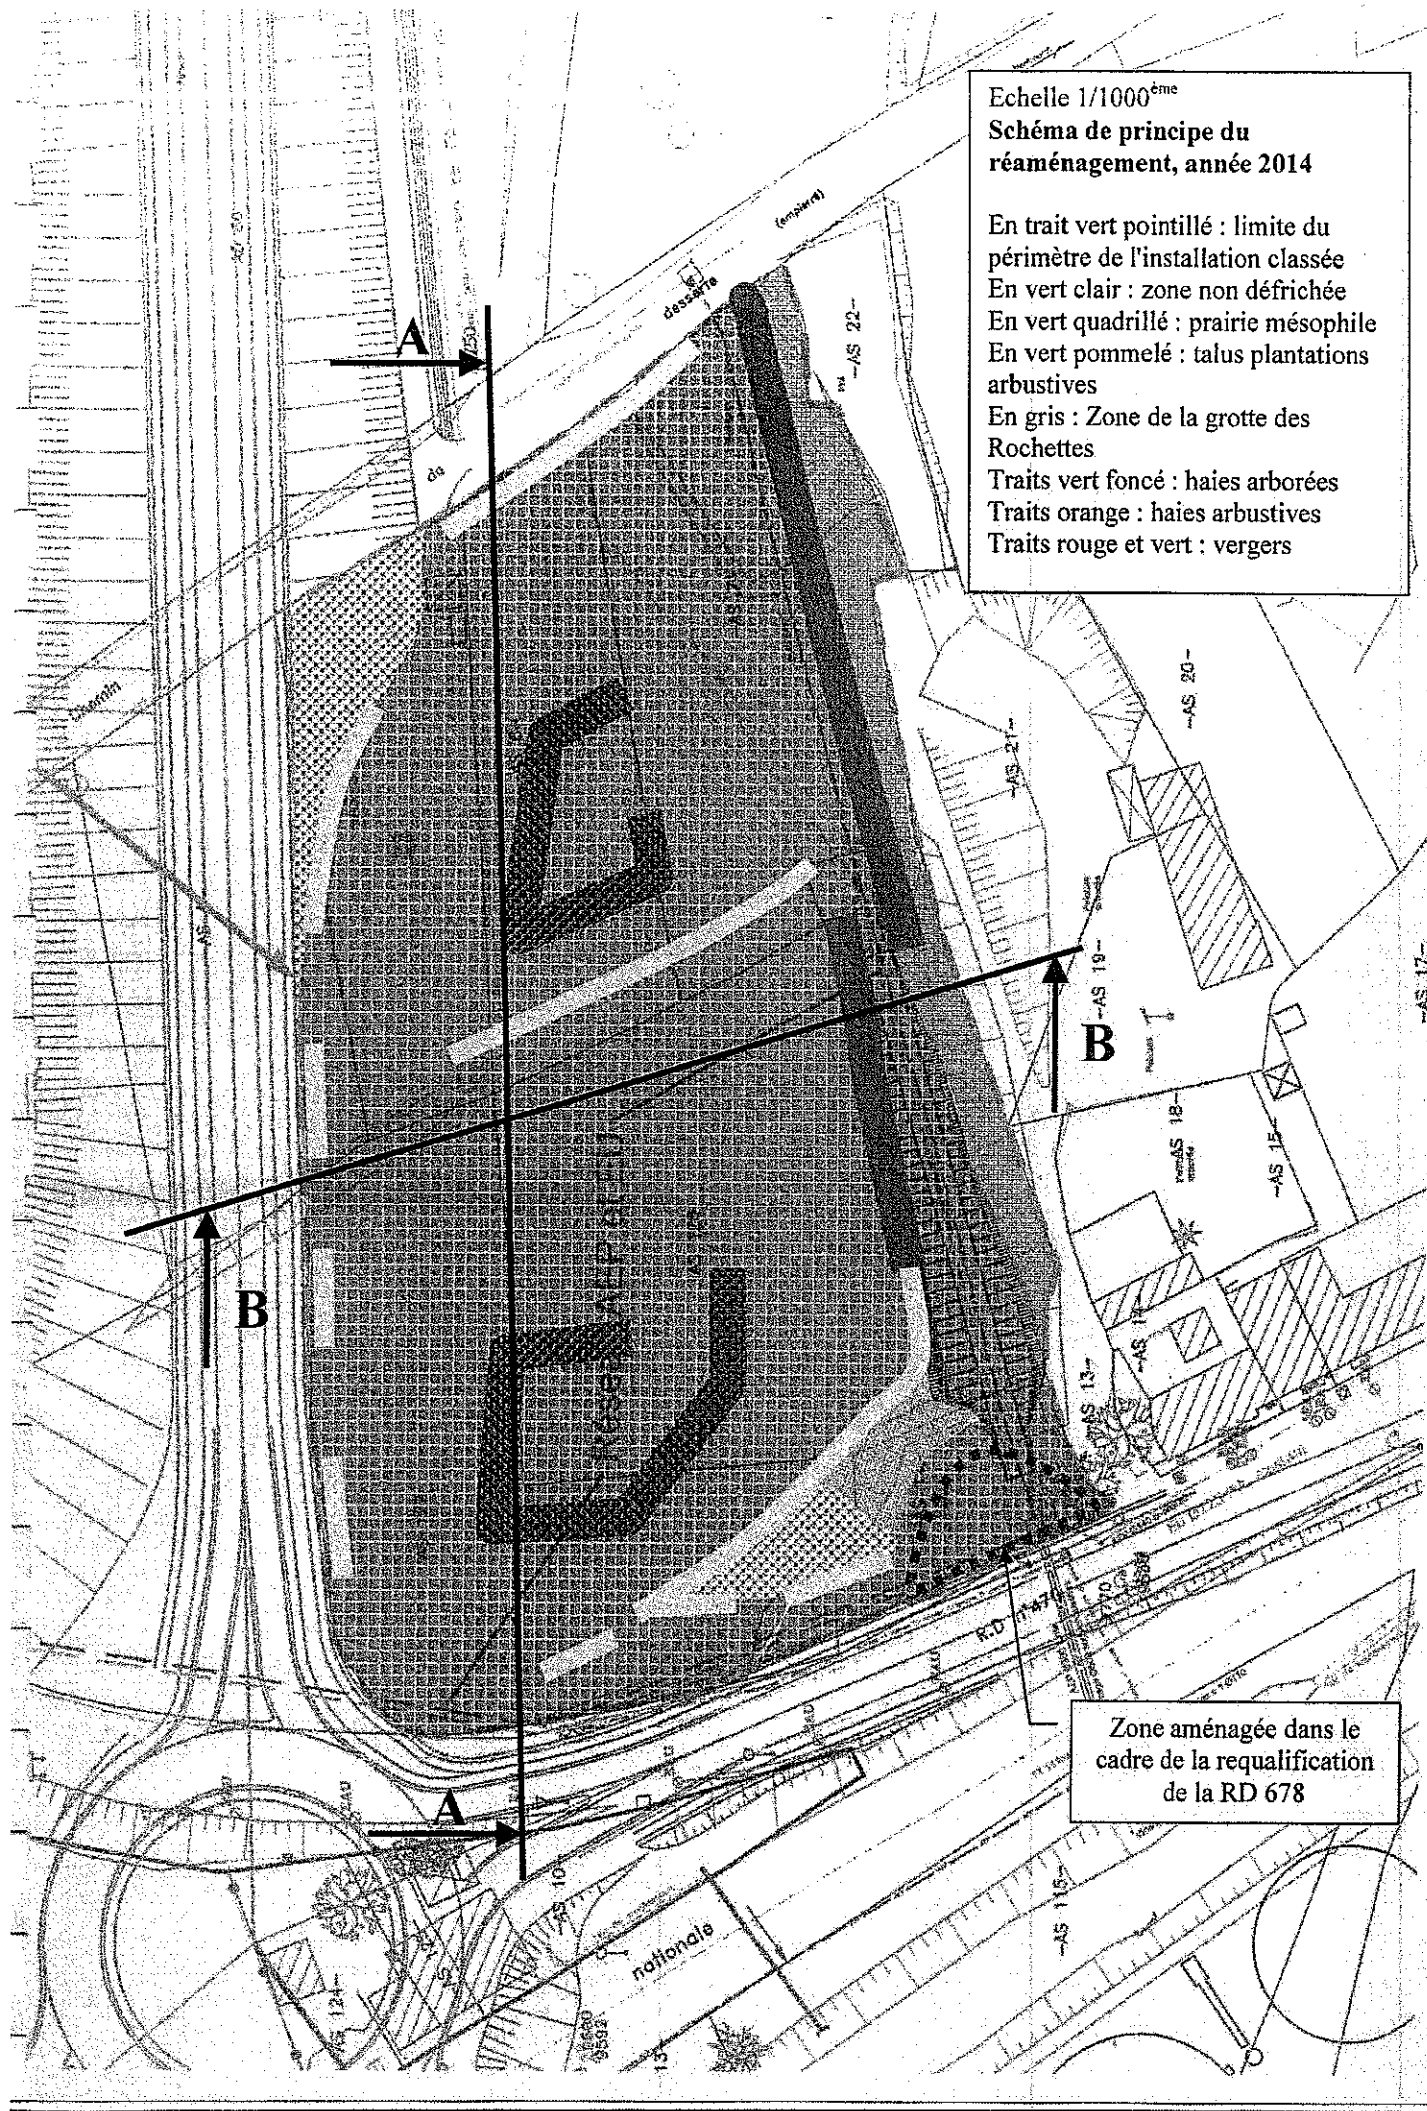 Echelle 1/1000ème
Schéma de principe du
réaménagement, année 2014
En trait vert pointillé : limite du
périmètre de l'installation classée
En vert clair : zone non défrichée
En vert quadrillé : prairie mésophile
En vert pommelé : talus plantations
arbustives
En gris : Zone de la grotte des
Rochettes
Traits vert foncé : haies arborées
Traits orange : haies arbustives
Traits rouge et vert : vergers
(empierré)
desserte
de
chemin
A
-AS 22-
-AS 20-
-AS 21-
-AS 19-
B
-AS 17-
-AS 18-
-AS 15-
B
-AS 13-
Zone aménagée dans le
cadre de la requalification
de la RD 678
A
nationale
-AS 115-
AS 124-